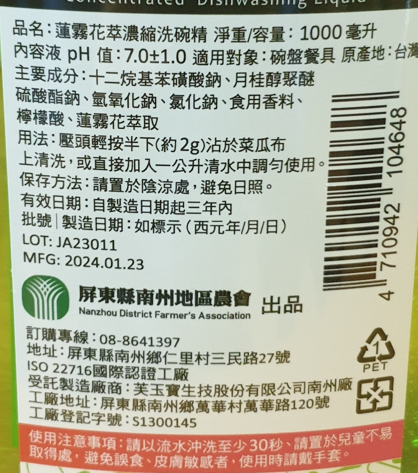 Concentrated Dishwashing Liquid
品名：蓮霧花萃濃縮洗碗精 淨重/容量：1000毫升
內容液 pH 值：7.0±1.0 適用對象：碗盤餐具 原產地：台灣
主要成分：十二烷基苯磺酸鈉、月桂醇聚醚
硫酸酯鈉、氫氧化鈉、氯化鈉、食用香料、
檸檬酸、蓮霧花萃取
用法：壓頭輕按半下(約2g)沾於菜瓜布
上清洗，或直接加入一公升清水中調勻使用。
保存方法：請置於陰涼處，避免日照。
有效日期：自製造日期起三年內
批號｜製造日期：如標示（西元年/月/日）
LOT: JA23011
MFG: 2024.01.23
4 710942 104648
屏東縣南州地區農會 出品
Nanzhou District Farmer's Association
訂購專線：08-8641397
地址：屏東縣南州鄉仁里村三民路27號
ISO 22716國際認證工廠
受託製造廠商：芙玉寶生技股份有限公司南州廠
工廠地址：屏東縣南州鄉萬華村萬華路120號
工廠登記字號：S1300145
1
PET
使用注意事項：請以流水沖洗至少30秒、請置於兒童不易
取得處，避免誤食、皮膚敏感者，使用時請戴手套。